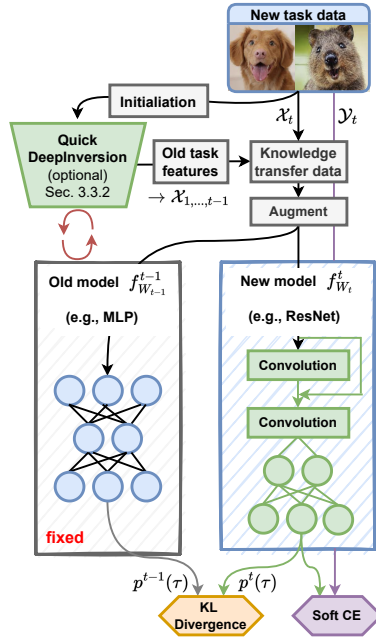 New task data
Initialiation
𝒳ₜ
𝒴ₜ
Quick
DeepInversion
(optional)
Sec. 3.3.2
Old task
features
Knowledge
transfer data
→ 𝒳₁,...,ₜ₋₁
Augment
Old model f^{t-1}_{W_{t-1}}
(e.g., MLP)
New model f^{t}_{W_t}
(e.g., ResNet)
Convolution
Convolution
fixed
p^{t-1}(τ)
p^{t}(τ)
KL
Divergence
Soft CE